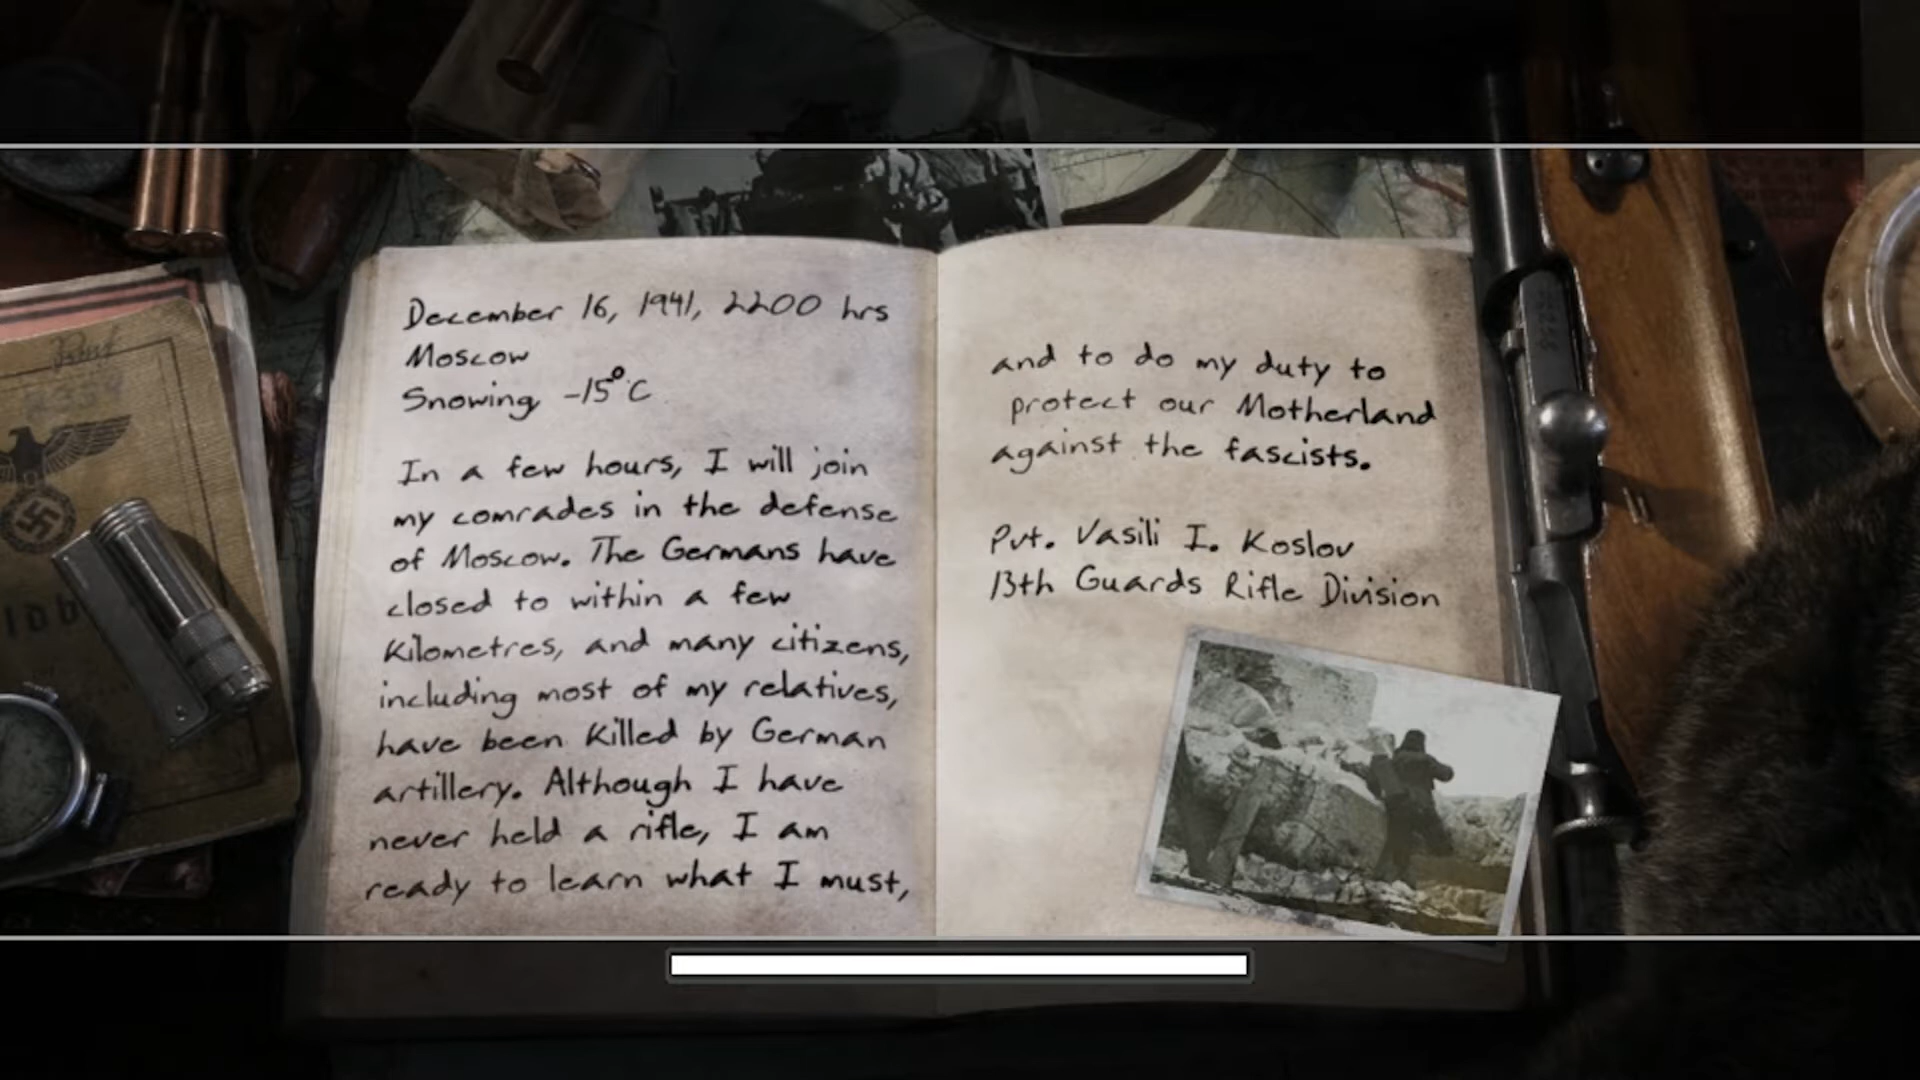 December 16, 1941, 2200 hrs
Moscow
Snowing -15°C
In a few hours, I will join
my comrades in the defense
of Moscow. The Germans have
closed to within a few
kilometres, and many citizens,
including most of my relatives,
have been killed by German
artillery. Although I have
never held a rifle, I am
ready to learn what I must,
and to do my duty to
protect our Motherland
against the fascists.
Pvt. Vasili I. Koslov
13th Guards Rifle Division